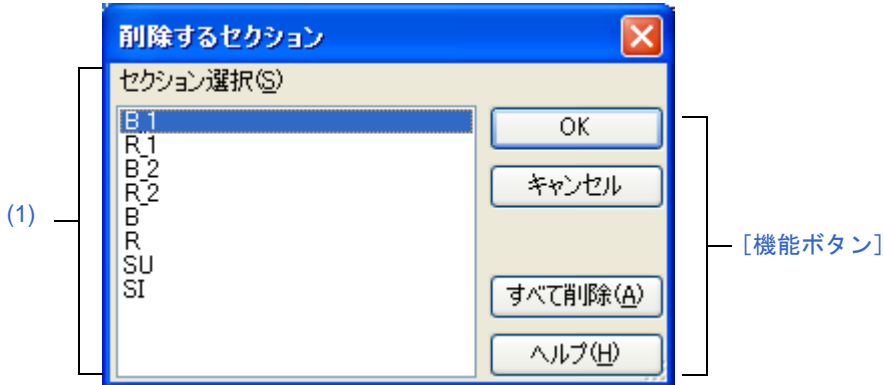 削除するセクション
セクション選択(S)
B_1
R_1
B_2
R_2
B
R
SU
SI
OK
キャンセル
すべて削除(A)
ヘルプ(H)
(1)
[機能ボタン]